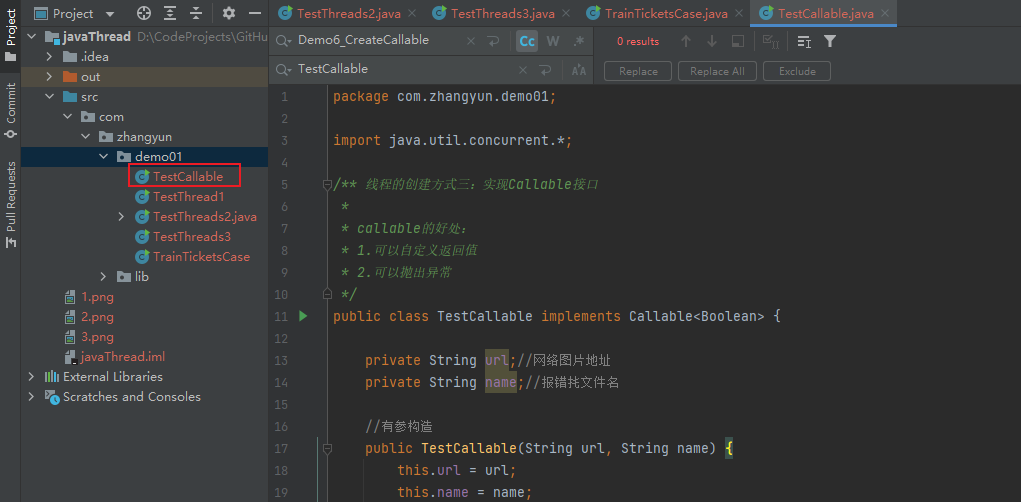 Project
Commit
Pull Requests
Project
javaThread D:\CodeProjects\GitHu
.idea
out
src
com
zhangyun
demo01
TestCallable
TestThread1
TestThreads2.java
TestThreads3
TrainTicketsCase
lib
1.png
2.png
3.png
javaThread.iml
External Libraries
Scratches and Consoles
TestThreads2.java TestThreads3.java TrainTicketsCase.java TestCallable.java
Demo6_CreateCallable Cc W .* 0 results
TestCallable AA Replace Replace All Exclude
1 package com.zhangyun.demo01;
2
3 import java.util.concurrent.*;
4
5 /** 线程的创建方式三：实现Callable接口
6 *
7 * callable的好处：
8 * 1.可以自定义返回值
9 * 2.可以抛出异常
10 */
11 public class TestCallable implements Callable<Boolean> {
12
13 private String url;//网络图片地址
14 private String name;//报错找文件名
15
16 //有参构造
17 public TestCallable(String url, String name) {
18 this.url = url;
19 this.name = name;